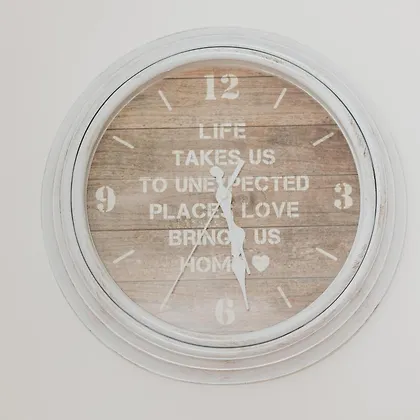 12
LIFE
TAKES US
TO UNEXPECTED
9 3
PLACES LOVE
BRINGS US
HOME
6